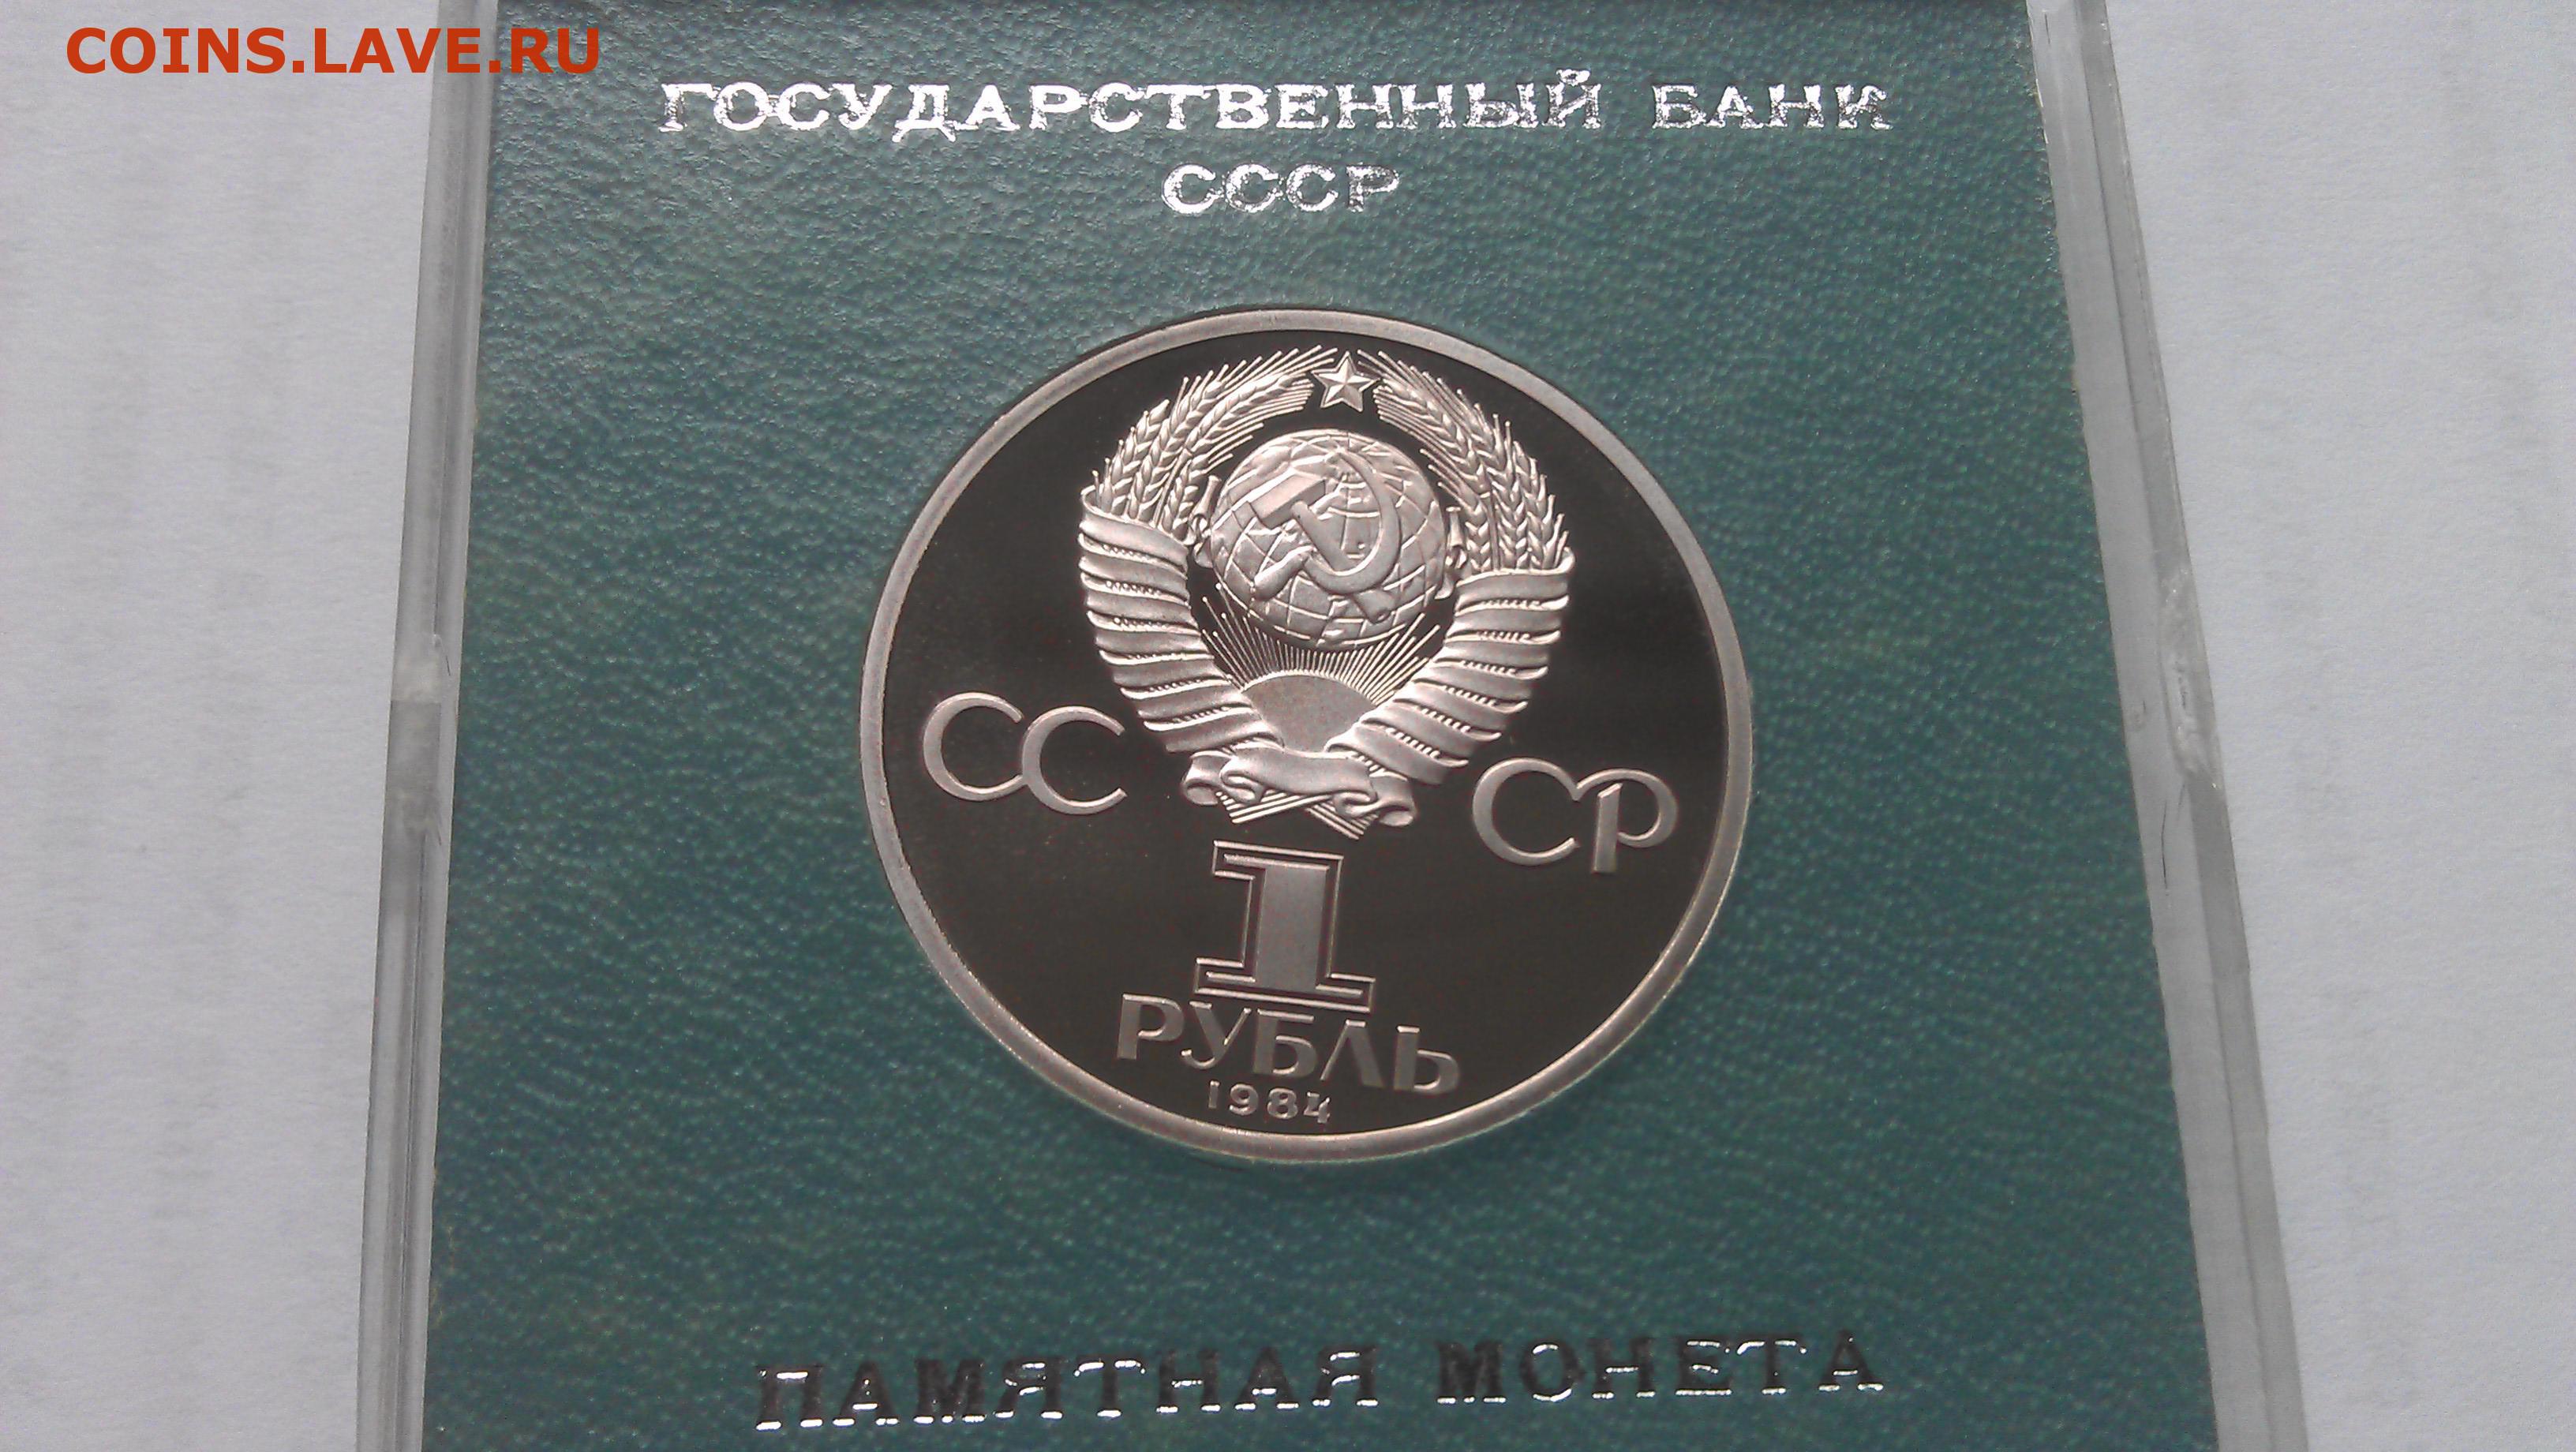 COINS.LAVE.RU
ГОСУДАРСТВЕННЫЙ БАНК
СССР
СС СР
1
РУБЛЬ
1984
ПАМЯТНАЯ МОНЕТА